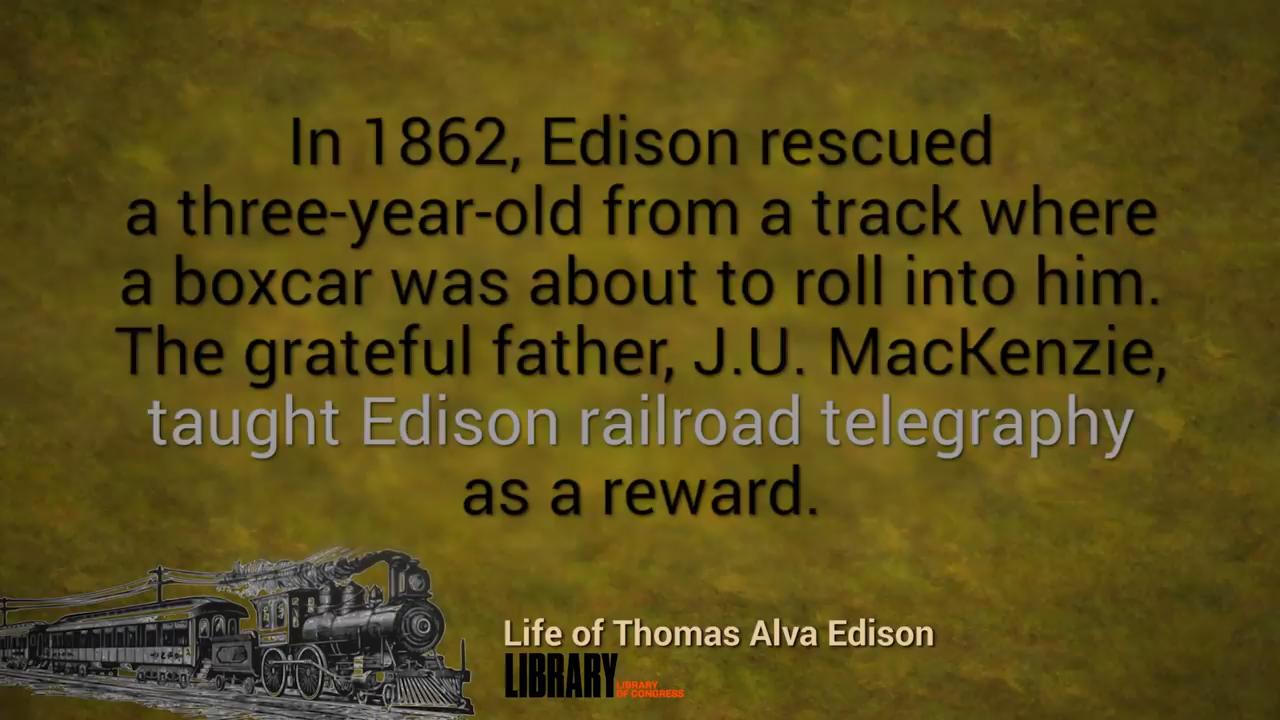 In 1862, Edison rescued
a three-year-old from a track where
a boxcar was about to roll into him.
The grateful father, J.U. MacKenzie,
taught Edison railroad telegraphy
as a reward.
Life of Thomas Alva Edison
LIBRARY
LIBRARY
OF CONGRESS